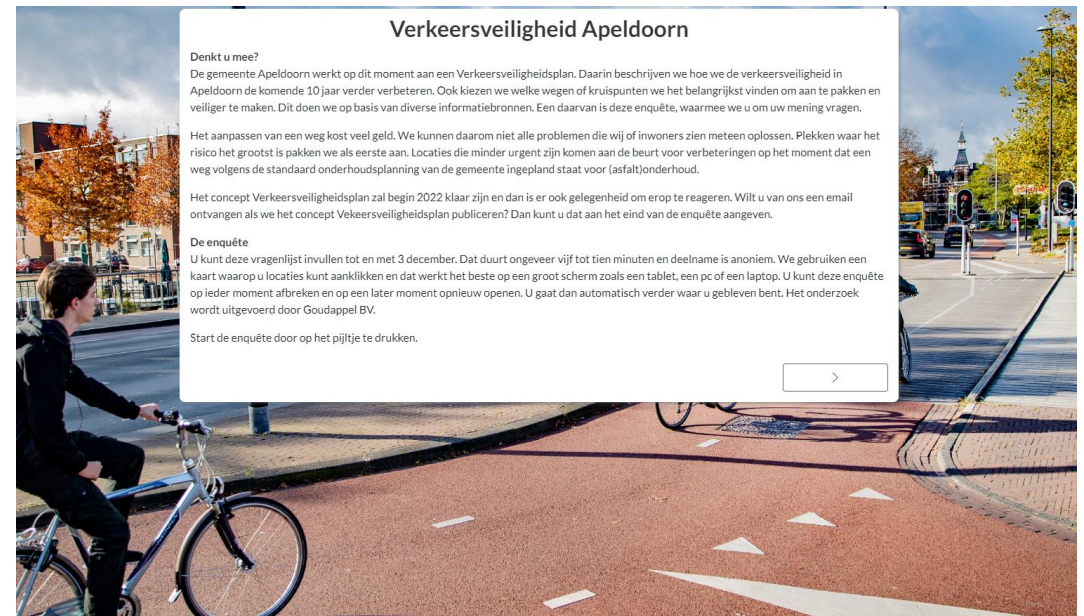 Verkeersveiligheid Apeldoorn
Denkt u mee?
De gemeente Apeldoorn werkt op dit moment aan een Verkeersveiligheidsplan. Daarin beschrijven we hoe we de verkeersveiligheid in
Apeldoorn de komende 10 jaar verder verbeteren. Ook kiezen we welke wegen of kruispunten we het belangrijkst vinden om aan te pakken en
veiliger te maken. Dit doen we op basis van diverse informatiebronnen. Een daarvan is deze enquête, waarmee we u om uw mening vragen.
Het aanpassen van een weg kost veel geld. We kunnen daarom niet alle problemen die wij of inwoners zien meteen oplossen. Plekken waar het
risico het grootst is pakken we als eerste aan. Locaties die minder urgent zijn komen aan de beurt voor verbeteringen op het moment dat een
weg volgens de standaard onderhoudsplanning van de gemeente ingepland staat voor (asfalt)onderhoud.
Het concept Verkeersveiligheidsplan zal begin 2022 klaar zijn en dan is er ook gelegenheid om erop te reageren. Wilt u van ons een email
ontvangen als we het concept Vekeersveiligheidsplan publiceren? Dan kunt u dat aan het eind van de enquête aangeven.
De enquête
U kunt deze vragenlijst invullen tot en met 3 december. Dat duurt ongeveer vijf tot tien minuten en deelname is anoniem. We gebruiken een
kaart waarop u locaties kunt aanklikken en dat werkt het beste op een groot scherm zoals een tablet, een pc of een laptop. U kunt deze enquête
op ieder moment afbreken en op een later moment opnieuw openen. U gaat dan automatisch verder waar u gebleven bent. Het onderzoek
wordt uitgevoerd door Goudappel BV.
Start de enquête door op het pijltje te drukken.